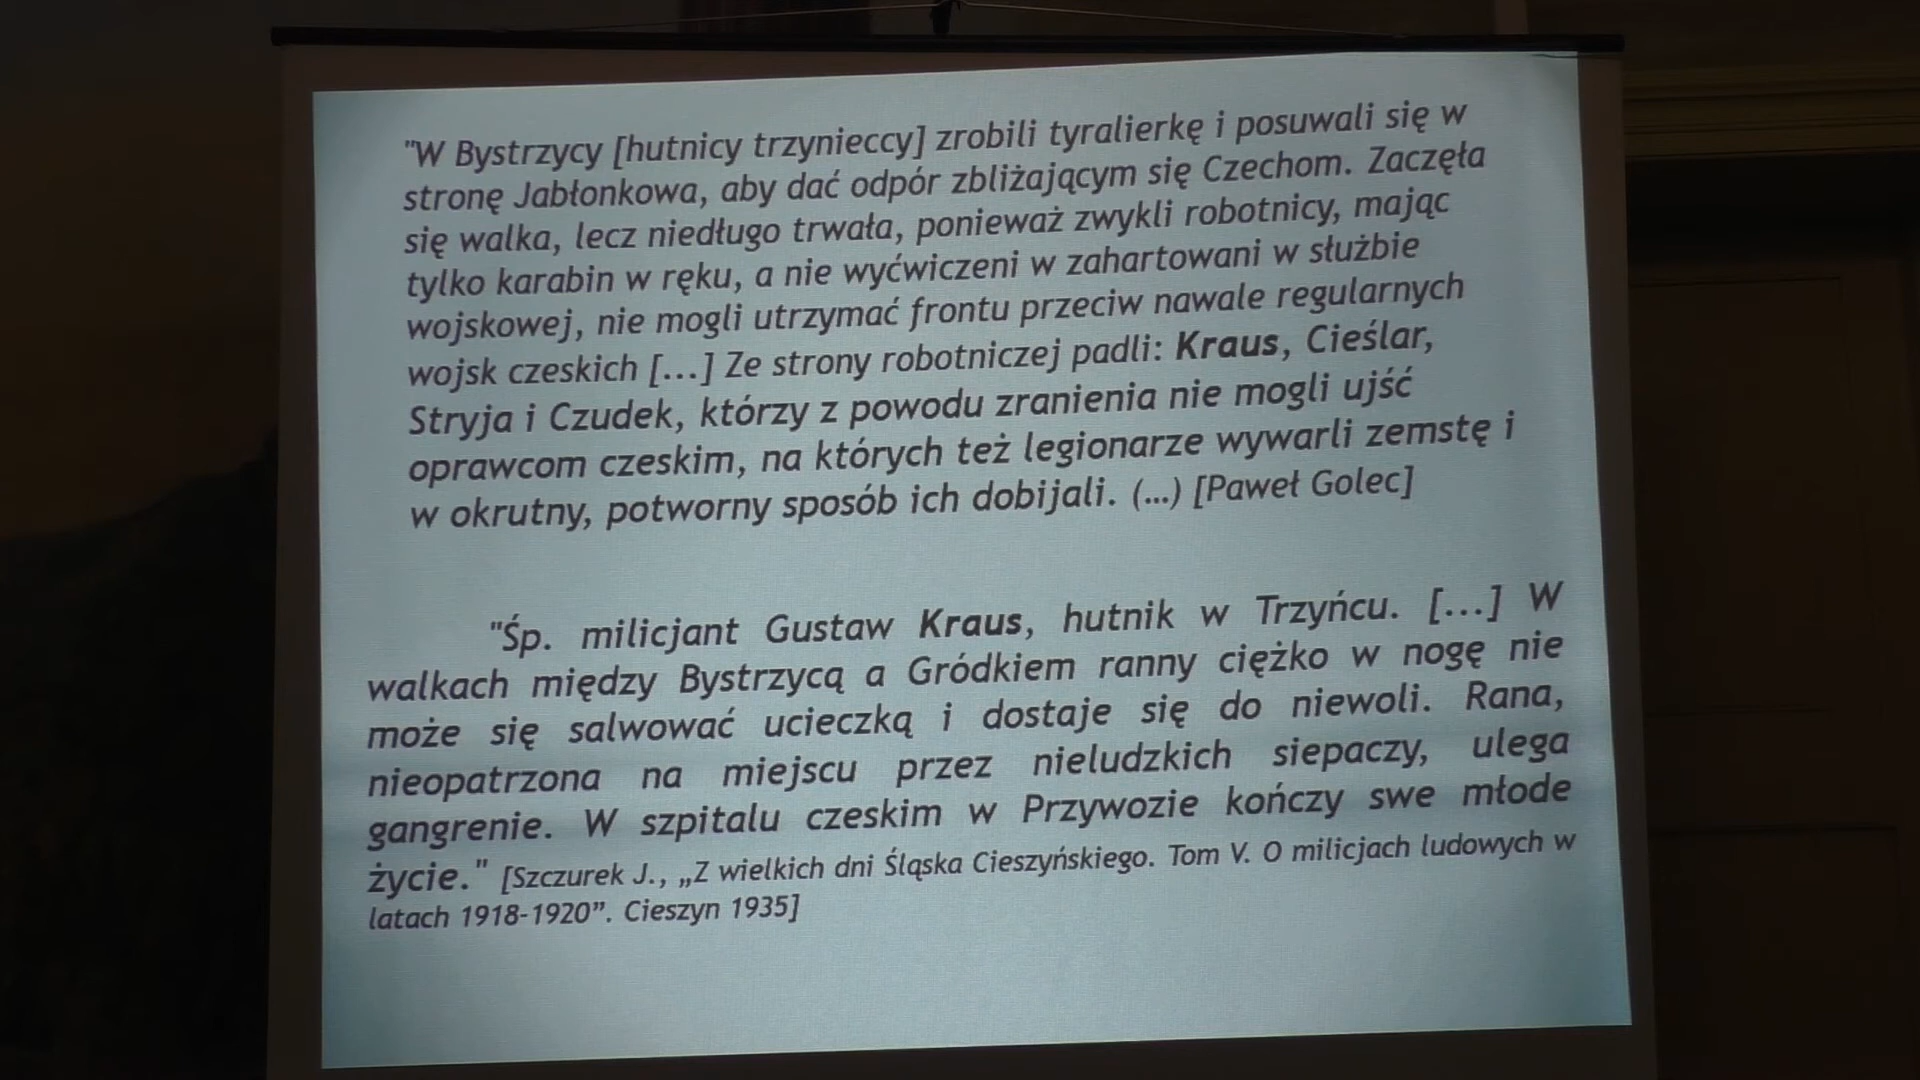 "W Bystrzycy [hutnicy trzynieccy] zrobili tyralierkę i posuwali się w
stronę Jabłonkowa, aby dać odpór zbliżającym się Czechom. Zaczęła
się walka, lecz niedługo trwała, ponieważ zwykli robotnicy, mając
tylko karabin w ręku, a nie wyćwiczeni w zahartowani w służbie
wojskowej, nie mogli utrzymać frontu przeciw nawale regularnych
wojsk czeskich [...] Ze strony robotniczej padli: Kraus, Cieślar,
Stryja i Czudek, którzy z powodu zranienia nie mogli ujść
oprawcom czeskim, na których też legionarze wywarli zemstę i
w okrutny, potworny sposób ich dobijali. (...) [Paweł Golec]
"Śp. milicjant Gustaw Kraus, hutnik w Trzyńcu. [...] W
walkach między Bystrzycą a Gródkiem ranny ciężko w nogę nie
może się salwować ucieczką i dostaje się do niewoli. Rana,
nieopatrzona na miejscu przez nieludzkich siepaczy, ulega
gangrenie. W szpitalu czeskim w Przywozie kończy swe młode
życie." [Szczurek J., „Z wielkich dni Śląska Cieszyńskiego. Tom V. O milicjach ludowych w
latach 1918-1920”. Cieszyn 1935]